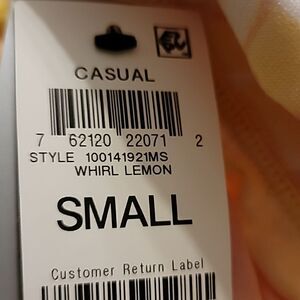 CASUAL
7 62120 22071 2
STYLE 100141921MS
WHIRL LEMON
SMALL
Customer Return Label